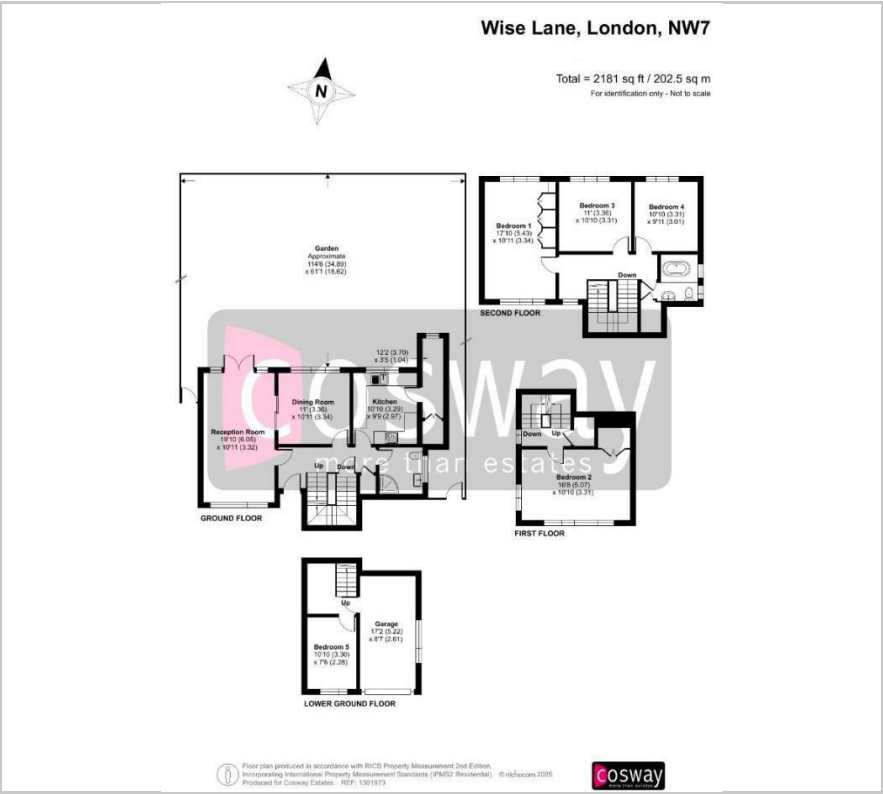 Wise Lane, London, NW7
Total = 2181 sq ft / 202.5 sq m
For identification only - Not to scale
N
Garden
Approximate
114'6 (34.89)
x 61'1 (18.62)
Bedroom 1
17'10 (5.43)
x 10'11 (3.34)
Bedroom 3
11' (3.36)
x 10'10 (3.31)
Bedroom 4
10'10 (3.31)
x 9'11 (3.01)
Down
SECOND FLOOR
cosway
more than estates
12'2 (3.70)
x 3'5 (1.04)
Reception Room
19'10 (6.05)
x 10'11 (3.32)
Dining Room
11' (3.36)
x 10'11 (3.34)
Kitchen
10'10 (3.29)
x 9'9 (2.97)
Up
Down
GROUND FLOOR
Down
Up
Bedroom 2
16'8 (5.07)
x 10'10 (3.31)
FIRST FLOOR
Up
Garage
17'2 (5.22)
x 8'7 (2.61)
Bedroom 5
10'10 (3.30)
x 7'6 (2.28)
LOWER GROUND FLOOR
Floor plan produced in accordance with RICS Property Measurement 2nd Edition,
Incorporating International Property Measurement Standards (IPMS2 Residential). © nichecom 2025.
Produced for Cosway Estates. REF: 1301973
cosway
more than estates